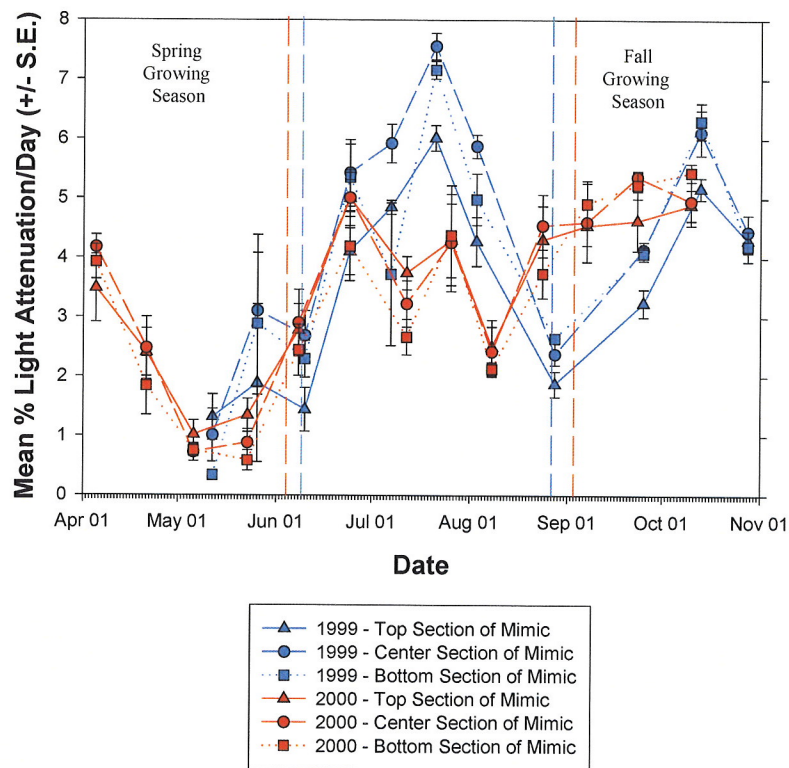 Mean % Light Attenuation/Day (+/- S.E.)
8
7
6
5
4
3
2
1
0
Spring
Growing
Season
Fall
Growing
Season
Apr 01 May 01 Jun 01 Jul 01 Aug 01 Sep 01 Oct 01 Nov 01
Date
1999 - Top Section of Mimic
1999 - Center Section of Mimic
1999 - Bottom Section of Mimic
2000 - Top Section of Mimic
2000 - Center Section of Mimic
2000 - Bottom Section of Mimic